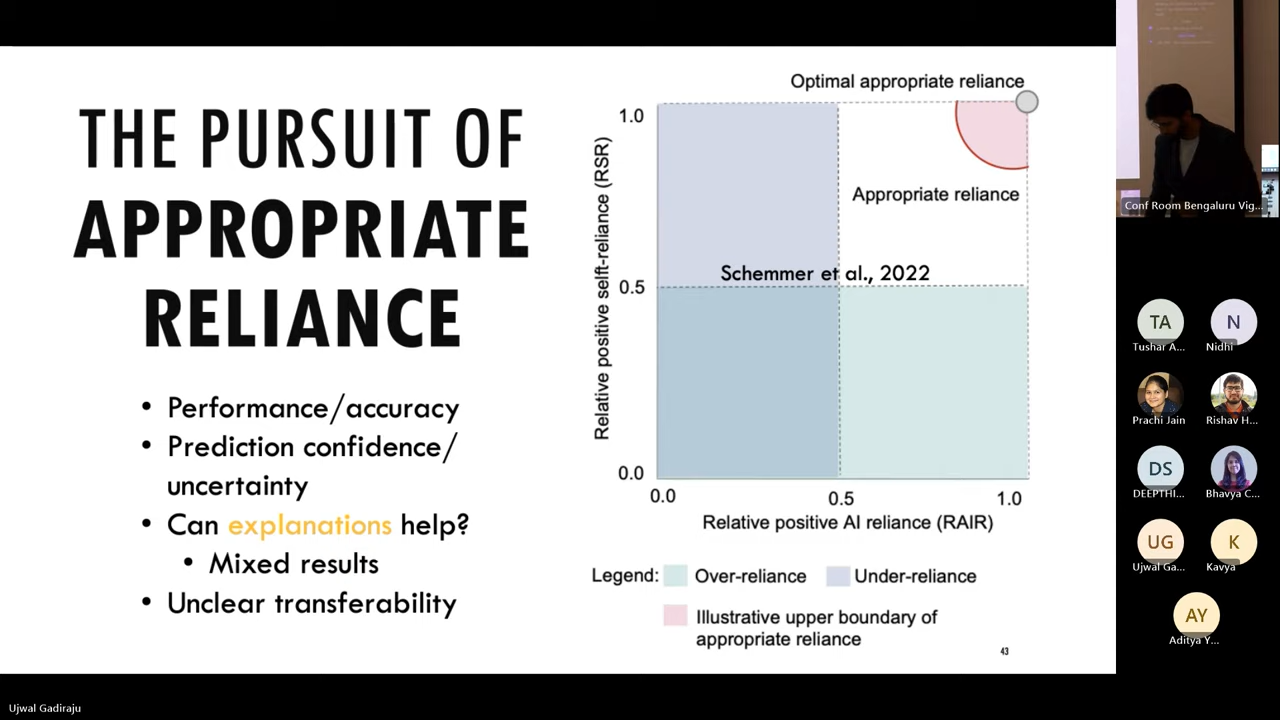 THE PURSUIT OF
APPROPRIATE
RELIANCE
• Performance/accuracy
• Prediction confidence/
uncertainty
• Can explanations help?
• Mixed results
• Unclear transferability
Optimal appropriate reliance
1.0
Appropriate reliance
Schemmer et al., 2022
0.5
0.0
Relative positive selft-reliance (RSR)
0.0
0.5
1.0
Relative positive AI reliance (RAIR)
Legend:
Over-reliance
Under-reliance
Illustrative upper boundary of
appropriate reliance
43
Conf Room Bengaluru Vig...
TA
Tushar A...
N
Nidhi
Prachi Jain
Rishav H...
DS
DEEPTHI...
Bhavya C...
UG
Ujwal Ga...
K
Kavya
AY
Aditya Y...
Ujwal Gadiraju